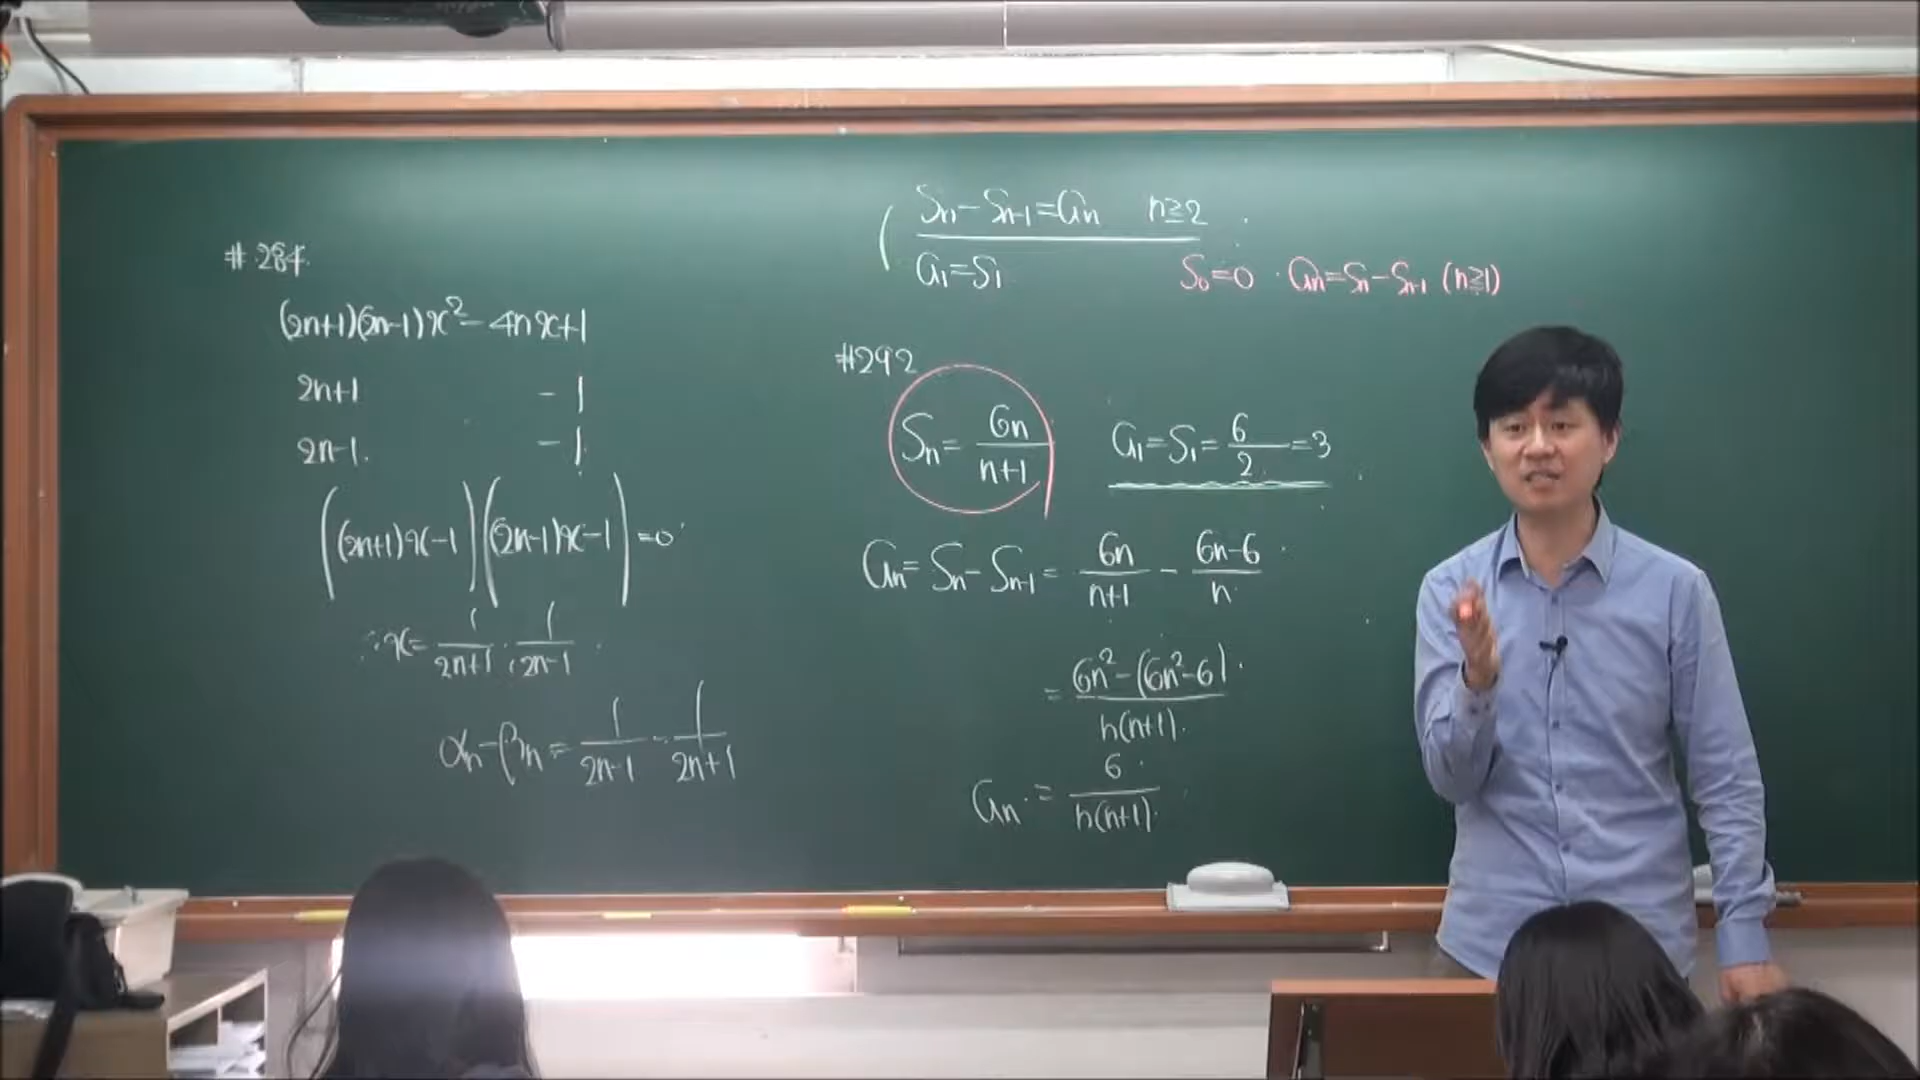 #284.
(2n+1)(2n-1)x²-4nx+1
2n+1 -1
2n-1. -1
((2n+1)x-1)((2n-1)x-1)=0
∴x=1/(2n+1), 1/(2n-1)
αn-βn=1/(2n-1)-1/(2n+1)
Sn-Sn-1=an n≧2
a1=S1
S0=0 · an=Sn-Sn-1 (n≧1)
#292
Sn=6n/(n+1)
a1=S1=6/2=3
an=Sn-Sn-1=6n/(n+1)-(6n-6)/n
=(6n²-(6n²-6))/(n(n+1))
an=6/(n(n+1))